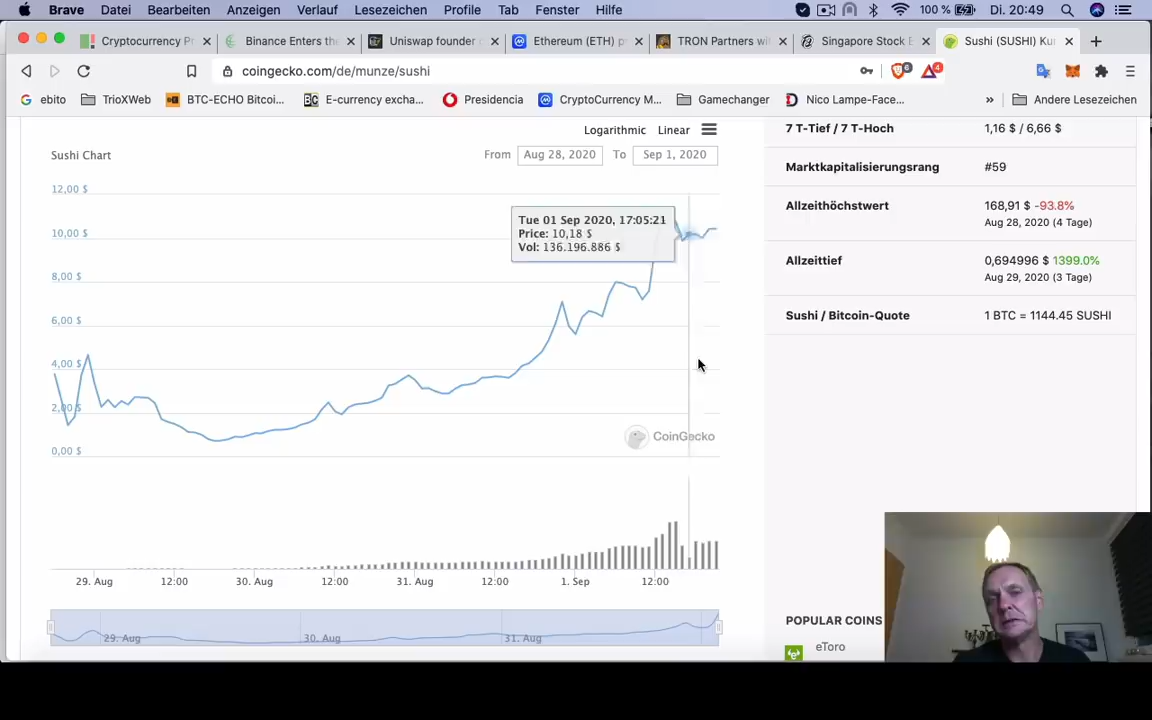 Brave Datei Bearbeiten Anzeigen Verlauf Lesezeichen Profile Tab Fenster Hilfe 100 % Di. 20:49
Cryptocurrency Pr Binance Enters the Uniswap founder Ethereum (ETH) p TRON Partners wi Singapore Stock E Sushi (SUSHI) Ku
coingecko.com/de/munze/sushi 6 4
ebito TrioXWeb BTC-ECHO Bitcoi... E-currency excha... Presidencia CryptoCurrency M... Gamechanger Nico Lampe-Face... » Andere Lesezeichen
Logarithmic Linear
7 T-Tief / 7 T-Hoch 1,16 $ / 6,66 $
Sushi Chart From Aug 28, 2020 To Sep 1, 2020
Marktkapitalisierungsrang #59
12,00 $
Allzeithöchstwert 168,91 $ -93.8%
Aug 28, 2020 (4 Tage)
Tue 01 Sep 2020, 17:05:21
Price: 10,18 $
Vol: 136.196.886 $
10,00 $
Allzeittief 0,694996 $ 1399.0%
Aug 29, 2020 (3 Tage)
8,00 $
Sushi / Bitcoin-Quote 1 BTC = 1144.45 SUSHI
6,00 $
4,00 $
2,00 $
CoinGecko
0,00 $
29. Aug 12:00 30. Aug 12:00 31. Aug 12:00 1. Sep 12:00
29. Aug 30. Aug 31. Aug
POPULAR COINS
eToro